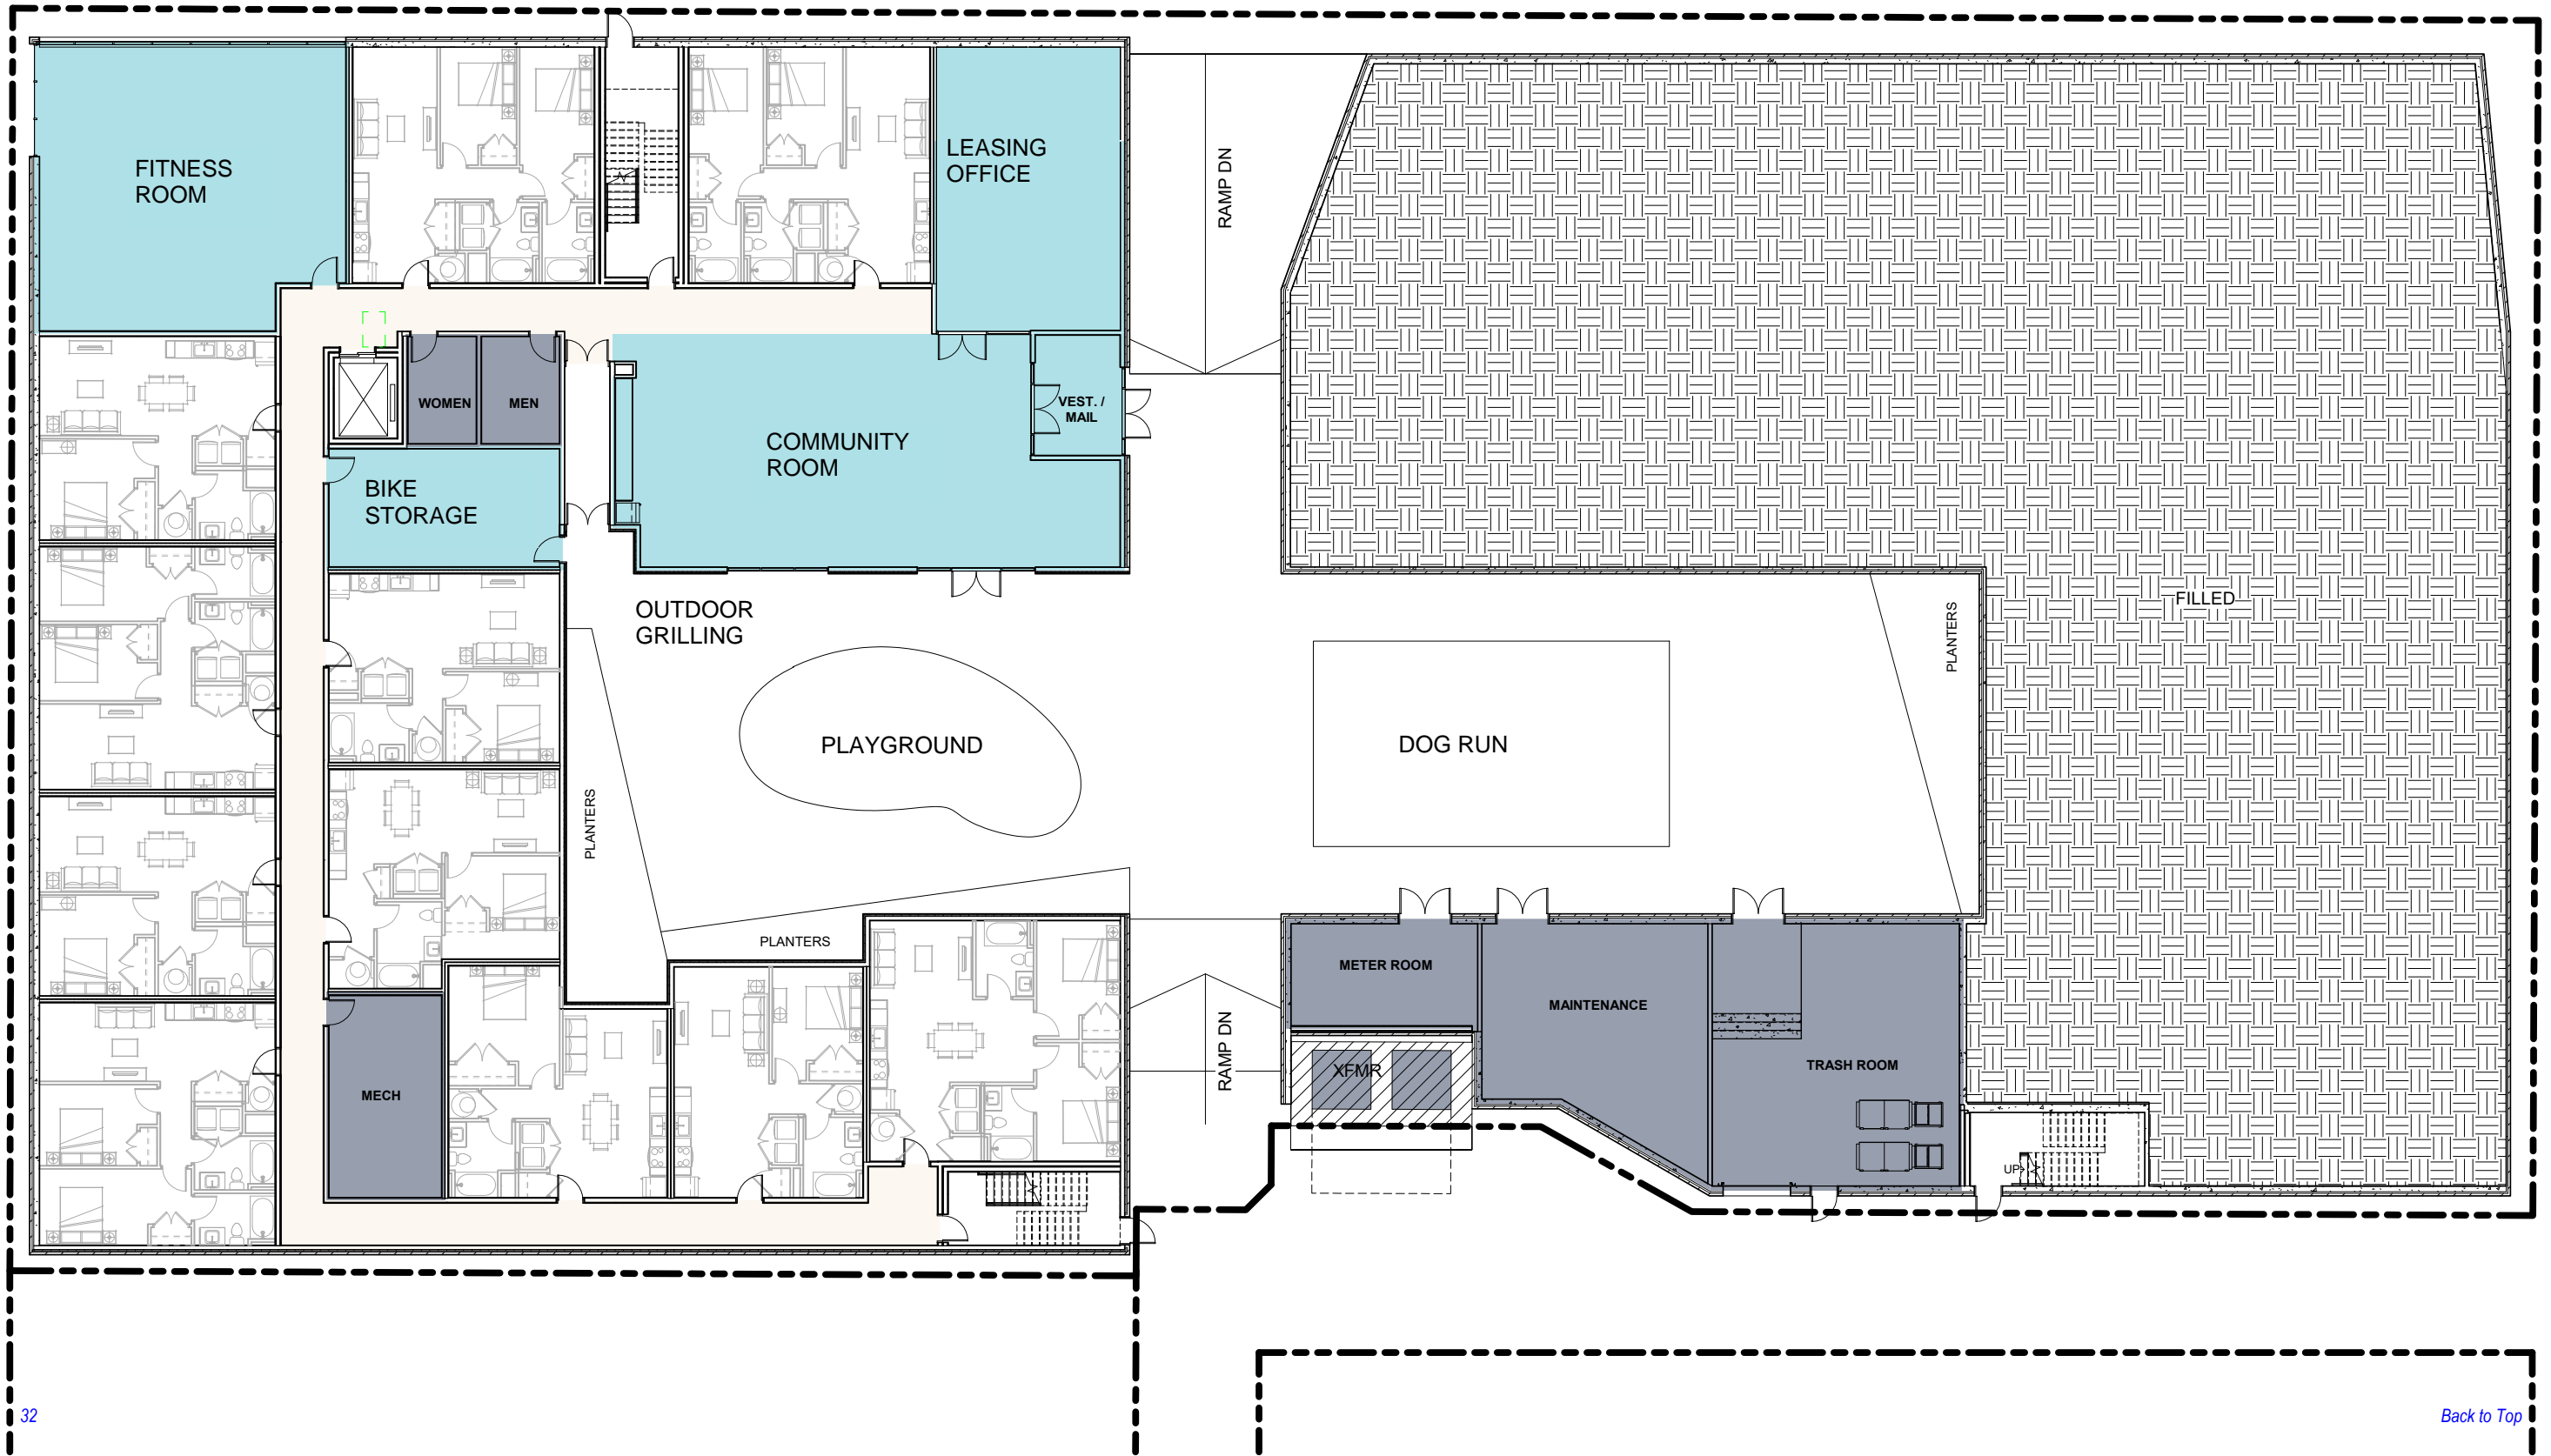 FITNESS
ROOM
LEASING
OFFICE
RAMP DN
WOMEN
MEN
VEST. /
MAIL
COMMUNITY
ROOM
BIKE
STORAGE
OUTDOOR
GRILLING
PLANTERS
FILLED
PLAYGROUND
DOG RUN
PLANTERS
PLANTERS
METER ROOM
MAINTENANCE
RAMP DN
XFMR
TRASH ROOM
MECH
UP
32
Back to Top